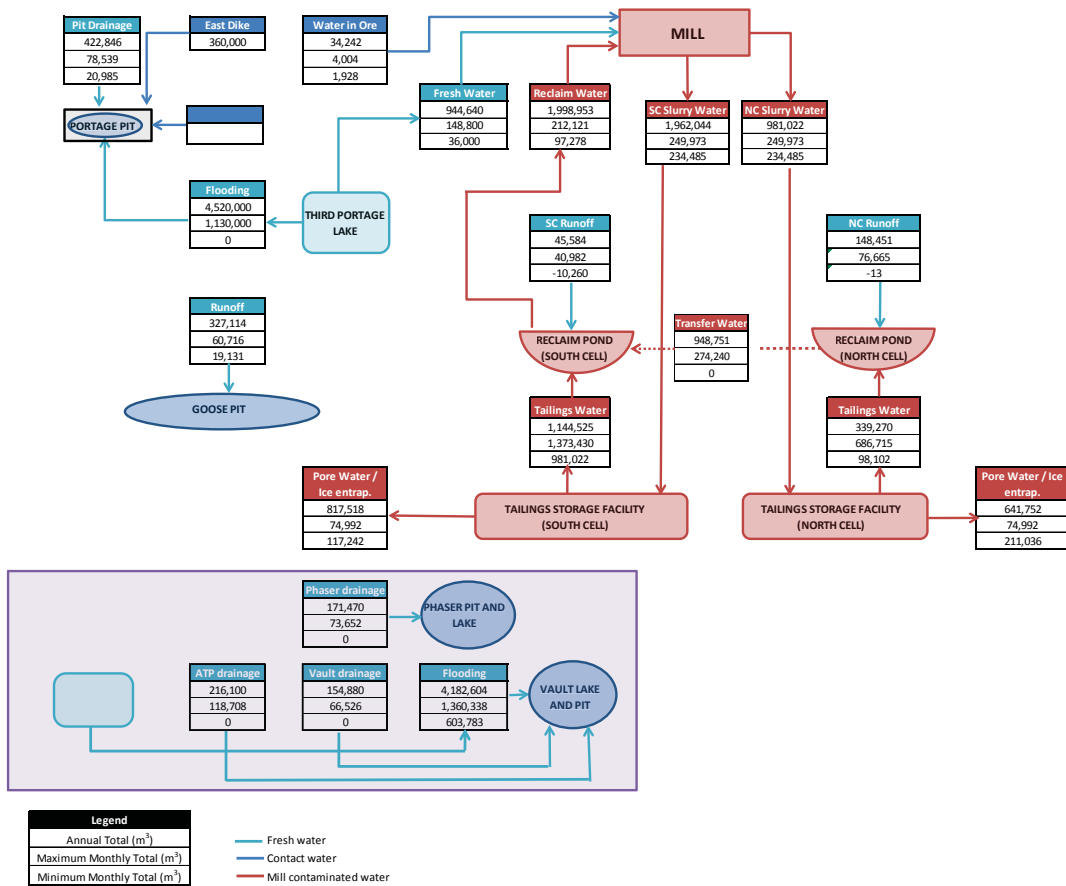 Pit Drainage
422,846
78,539
20,985
East Dike
360,000
Water in Ore
34,242
4,004
1,928
MILL
Fresh Water
944,640
148,800
36,000
Reclaim Water
1,998,953
212,121
97,278
SC Slurry Water
1,962,044
249,973
234,485
NC Slurry Water
981,022
249,973
234,485
PORTAGE PIT
Flooding
4,520,000
1,130,000
0
THIRD PORTAGE
LAKE
SC Runoff
45,584
40,982
-10,260
NC Runoff
148,451
76,665
-13
Runoff
327,114
60,716
19,131
GOOSE PIT
RECLAIM POND
(SOUTH CELL)
Transfer Water
948,751
274,240
0
RECLAIM POND
(NORTH CELL)
Tailings Water
1,144,525
1,373,430
981,022
Tailings Water
339,270
686,715
98,102
Pore Water /
Ice entrap.
817,518
74,992
117,242
TAILINGS STORAGE FACILITY
(SOUTH CELL)
TAILINGS STORAGE FACILITY
(NORTH CELL)
Pore Water / Ice
entrap.
641,752
74,992
211,036
Phaser drainage
171,470
73,652
0
PHASER PIT AND
LAKE
ATP drainage
216,100
118,708
0
Vault drainage
154,880
66,526
0
Flooding
4,182,604
1,360,338
603,783
VAULT LAKE
AND PIT
Legend
Annual Total (m³)
Maximum Monthly Total (m³)
Minimum Monthly Total (m³)
Fresh water
Contact water
Mill contaminated water